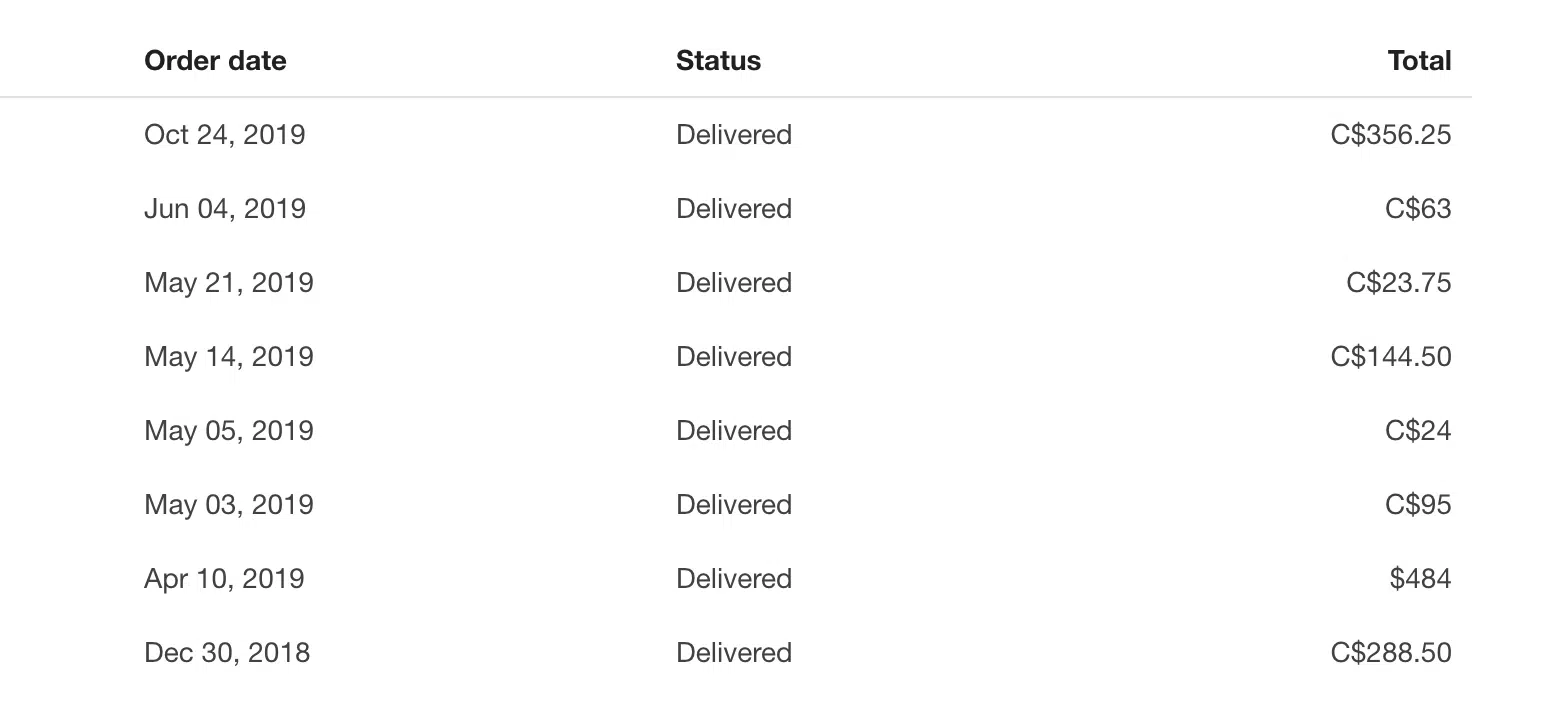 Order date Status Total
Oct 24, 2019 Delivered C$356.25
Jun 04, 2019 Delivered C$63
May 21, 2019 Delivered C$23.75
May 14, 2019 Delivered C$144.50
May 05, 2019 Delivered C$24
May 03, 2019 Delivered C$95
Apr 10, 2019 Delivered $484
Dec 30, 2018 Delivered C$288.50